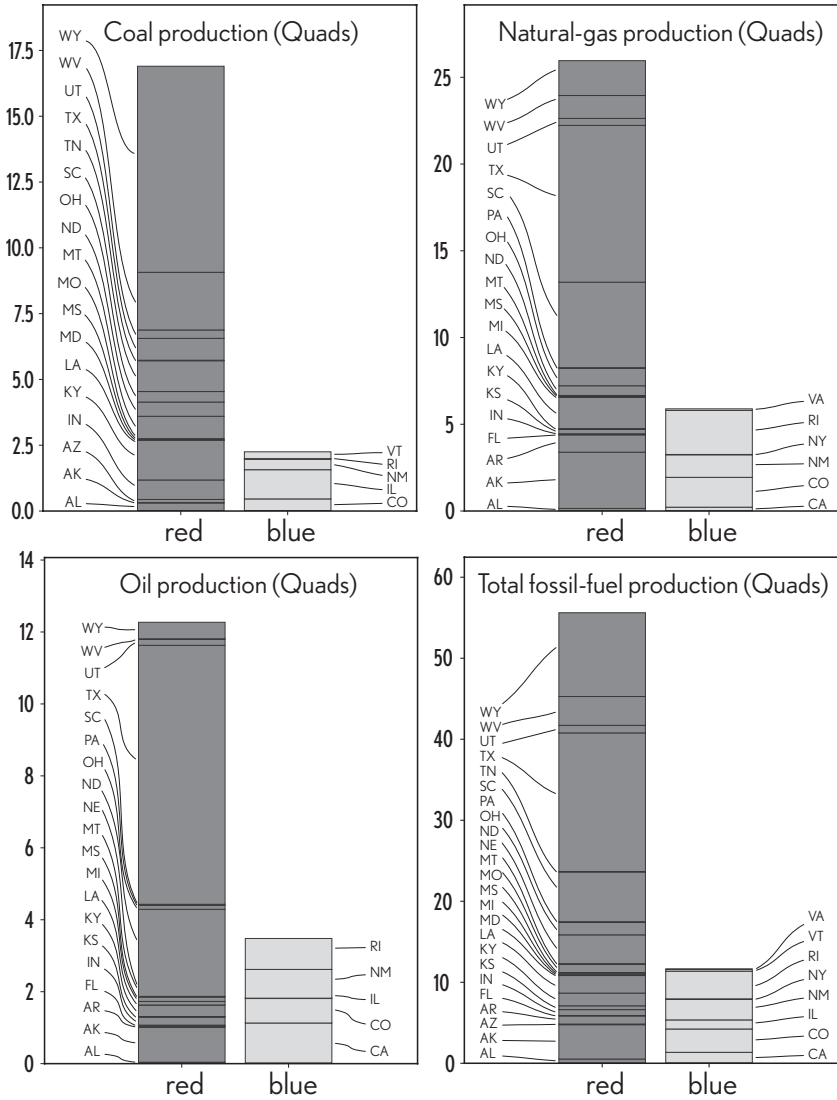 Coal production (Quads)
17.5
15.0
12.5
10.0
7.5
5.0
2.5
0.0
WY
WV
UT
TX
TN
SC
OH
ND
MT
MO
MS
MD
LA
KY
IN
AZ
AK
AL
VT
RI
NM
IL
CO
red
blue
Natural-gas production (Quads)
25
20
15
10
5
0
WY
WV
UT
TX
SC
PA
OH
ND
MT
MS
MI
LA
KY
KS
IN
FL
AR
AK
AL
VA
RI
NY
NM
CO
CA
red
blue
Oil production (Quads)
14
12
10
8
6
4
2
0
WY
WV
UT
TX
SC
PA
OH
ND
NE
MT
MS
MI
LA
KY
KS
IN
FL
AR
AK
AL
RI
NM
IL
CO
CA
red
blue
Total fossil-fuel production (Quads)
60
50
40
30
20
10
0
WY
WV
UT
TX
TN
SC
PA
OH
ND
NE
MT
MO
MS
MI
MD
LA
KY
KS
IN
FL
AR
AZ
AK
AL
VA
VT
RI
NY
NM
IL
CO
CA
red
blue